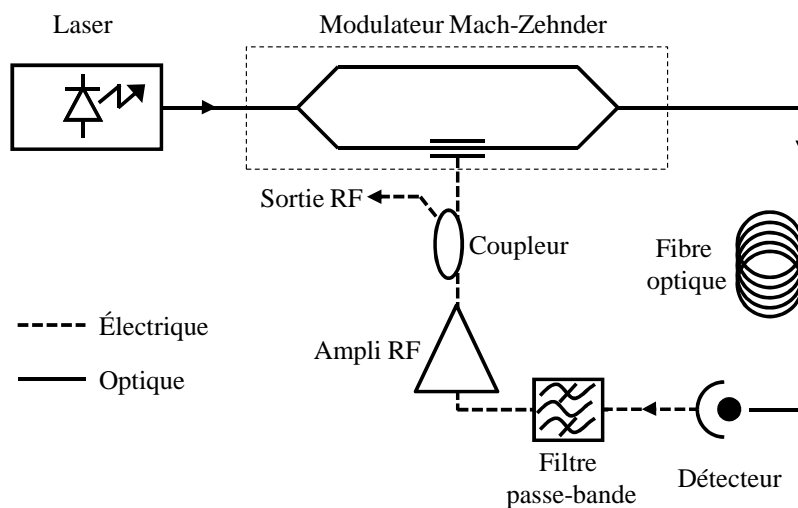 Laser
Modulateur Mach-Zehnder
Sortie RF
Coupleur
Fibre
optique
Électrique
Ampli RF
Optique
Filtre
passe-bande
Détecteur